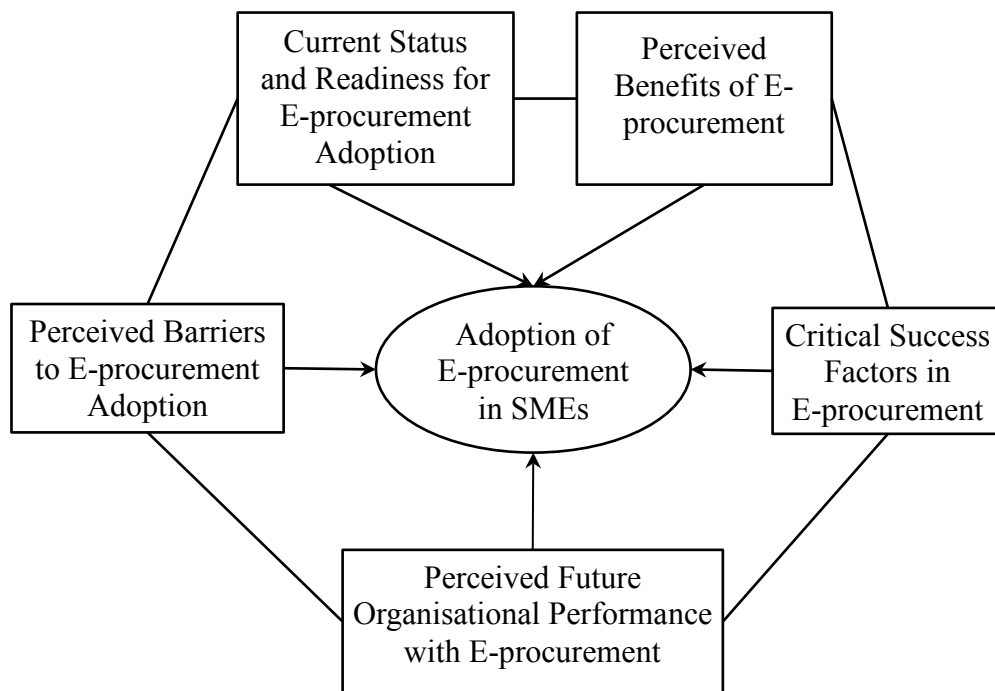 Current Status
and Readiness for
E-procurement
Adoption
Perceived
Benefits of E-
procurement
Perceived Barriers
to E-procurement
Adoption
Adoption of
E-procurement
in SMEs
Critical Success
Factors in
E-procurement
Perceived Future
Organisational Performance
with E-procurement